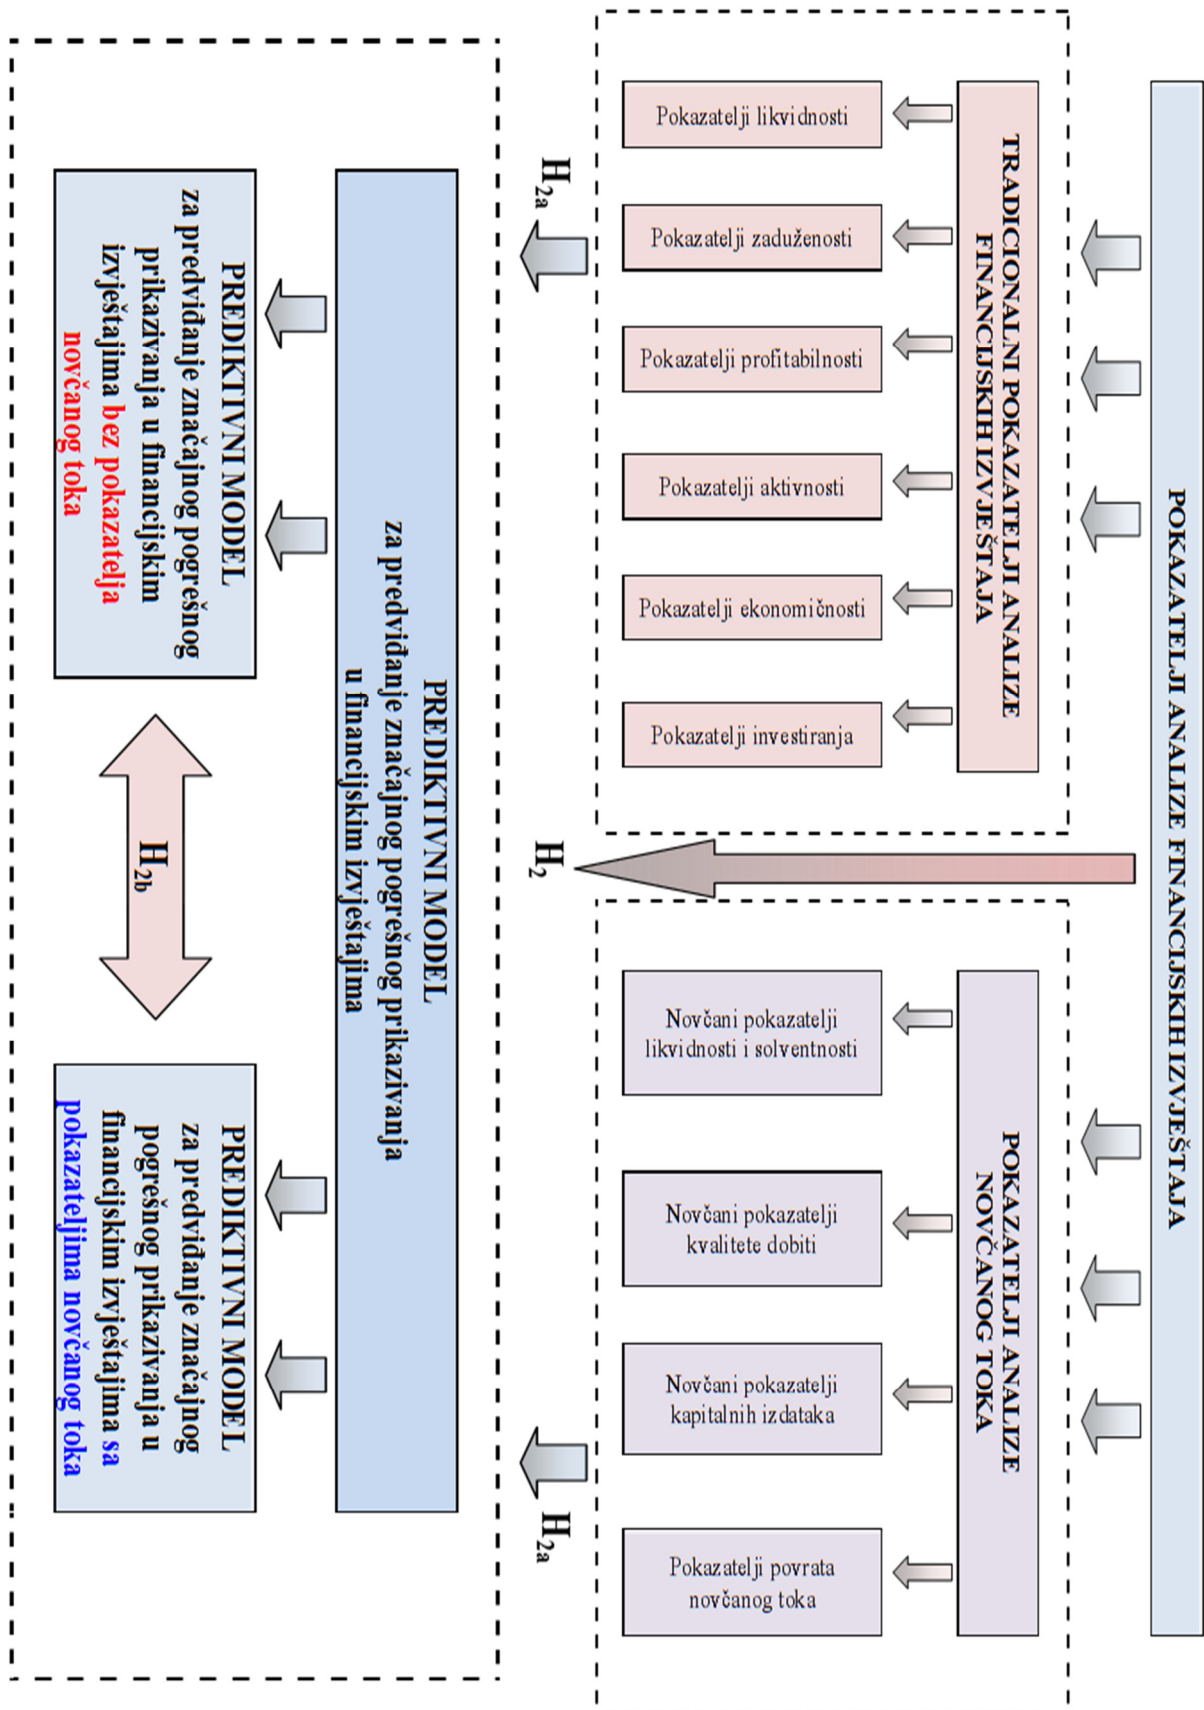 POKAZATELJI ANALIZE FINANCIJSKIH IZVJEŠTAJA
TRADICIONALNI POKAZATELJI ANALIZE
FINANCIJSKIH IZVJEŠTAJA
Pokazatelji likvidnosti
Pokazatelji zaduženosti
Pokazatelji profitabilnosti
Pokazatelji aktivnosti
Pokazatelji ekonomičnosti
Pokazatelji investiranja
POKAZATELJI ANALIZE
NOVČANOG TOKA
Novčani pokazatelji
likvidnosti i solventnosti
Novčani pokazatelji
kvalitete dobiti
Novčani pokazatelji
kapitalnih izdataka
Pokazatelji povrata
novčanog toka
H2a
H2
H2a
PREDIKTIVNI MODEL
za predviđanje značajnog pogrešnog prikazivanja
u financijskim izvještajima
PREDIKTIVNI MODEL
za predviđanje značajnog pogrešnog
prikazivanja u financijskim
izvještajima bez pokazatelja
novčanog toka
H2b
PREDIKTIVNI MODEL
za predviđanje značajnog
pogrešnog prikazivanja u
financijskim izvještajima sa
pokazateljima novčanog toka